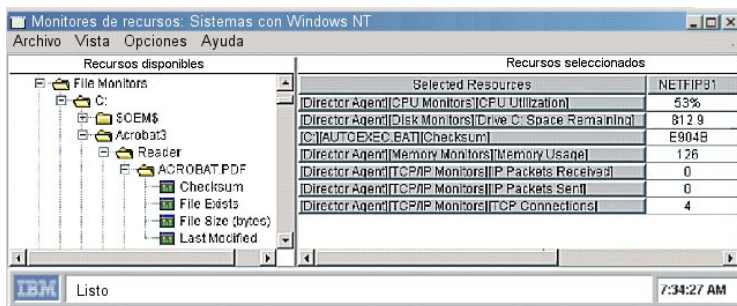 Monitores de recursos: Sistemas con Windows NT
Archivo Vista Opciones Ayuda
Recursos disponibles
File Monitors
C:
$OEM$
Acrobat3
Reader
ACROBAT.PDF
Checksum
File Exists
File Size (bytes)
Last Modified
Recursos seleccionados
Selected Resources NETFIP81
[Director Agent][CPU Monitors][CPU Utilization] 53%
[Director Agent][Disk Monitors][Drive C: Space Remaining] 812.9
[C:][AUTOEXEC.BAT][Checksum] E904B
[Director Agent][Memory Monitors][Memory Usage] 126
[Director Agent][TCP/IP Monitors][IP Packets Received] 0
[Director Agent][TCP/IP Monitors][IP Packets Sent] 0
[Director Agent][TCP/IP Monitors][TCP Connections] 4
IBM Listo 7:34:27 AM